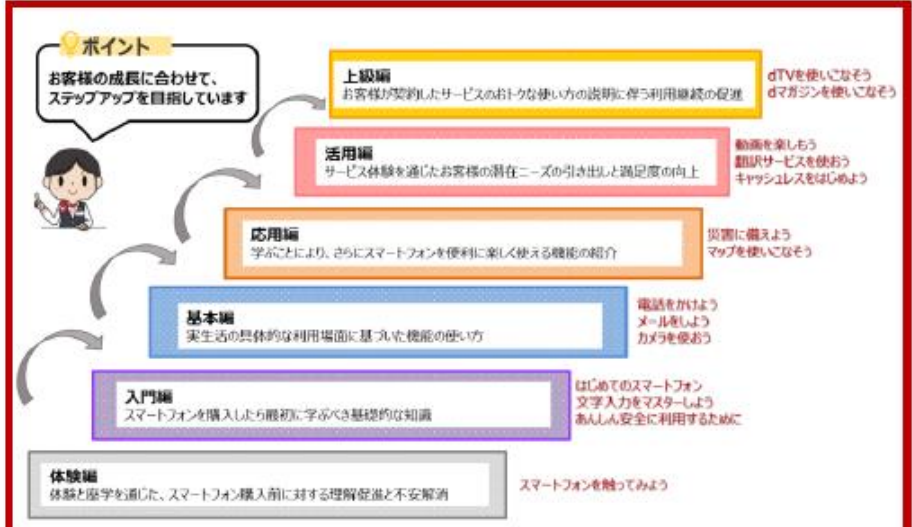 ポイント
お客様の成長に合わせて、
ステップアップを目指しています
上級編
お客様が契約したサービスのおトクな使い方の説明に伴う利用継続の促進
dTVを使いこなそう
dマガジンを使いこなそう
活用編
サービス体験を通じたお客様の潜在ニーズの引き出しと満足度の向上
動画を楽しもう
翻訳サービスを使おう
キャッシュレスをはじめよう
応用編
学ぶことにより、さらにスマートフォンを便利に楽しく使える機能の紹介
災害に備えよう
マップを使いこなそう
基本編
実生活の具体的な利用場面に基づいた機能の使い方
電話をかけよう
メールをしよう
カメラを使おう
入門編
スマートフォンを購入したら最初に学ぶべき基礎的な知識
はじめてのスマートフォン
文字入力をマスターしよう
あんしん安全に利用するために
体験編
体験と座学を通じた、スマートフォン購入前に対する理解促進と不安解消
スマートフォンを触ってみよう